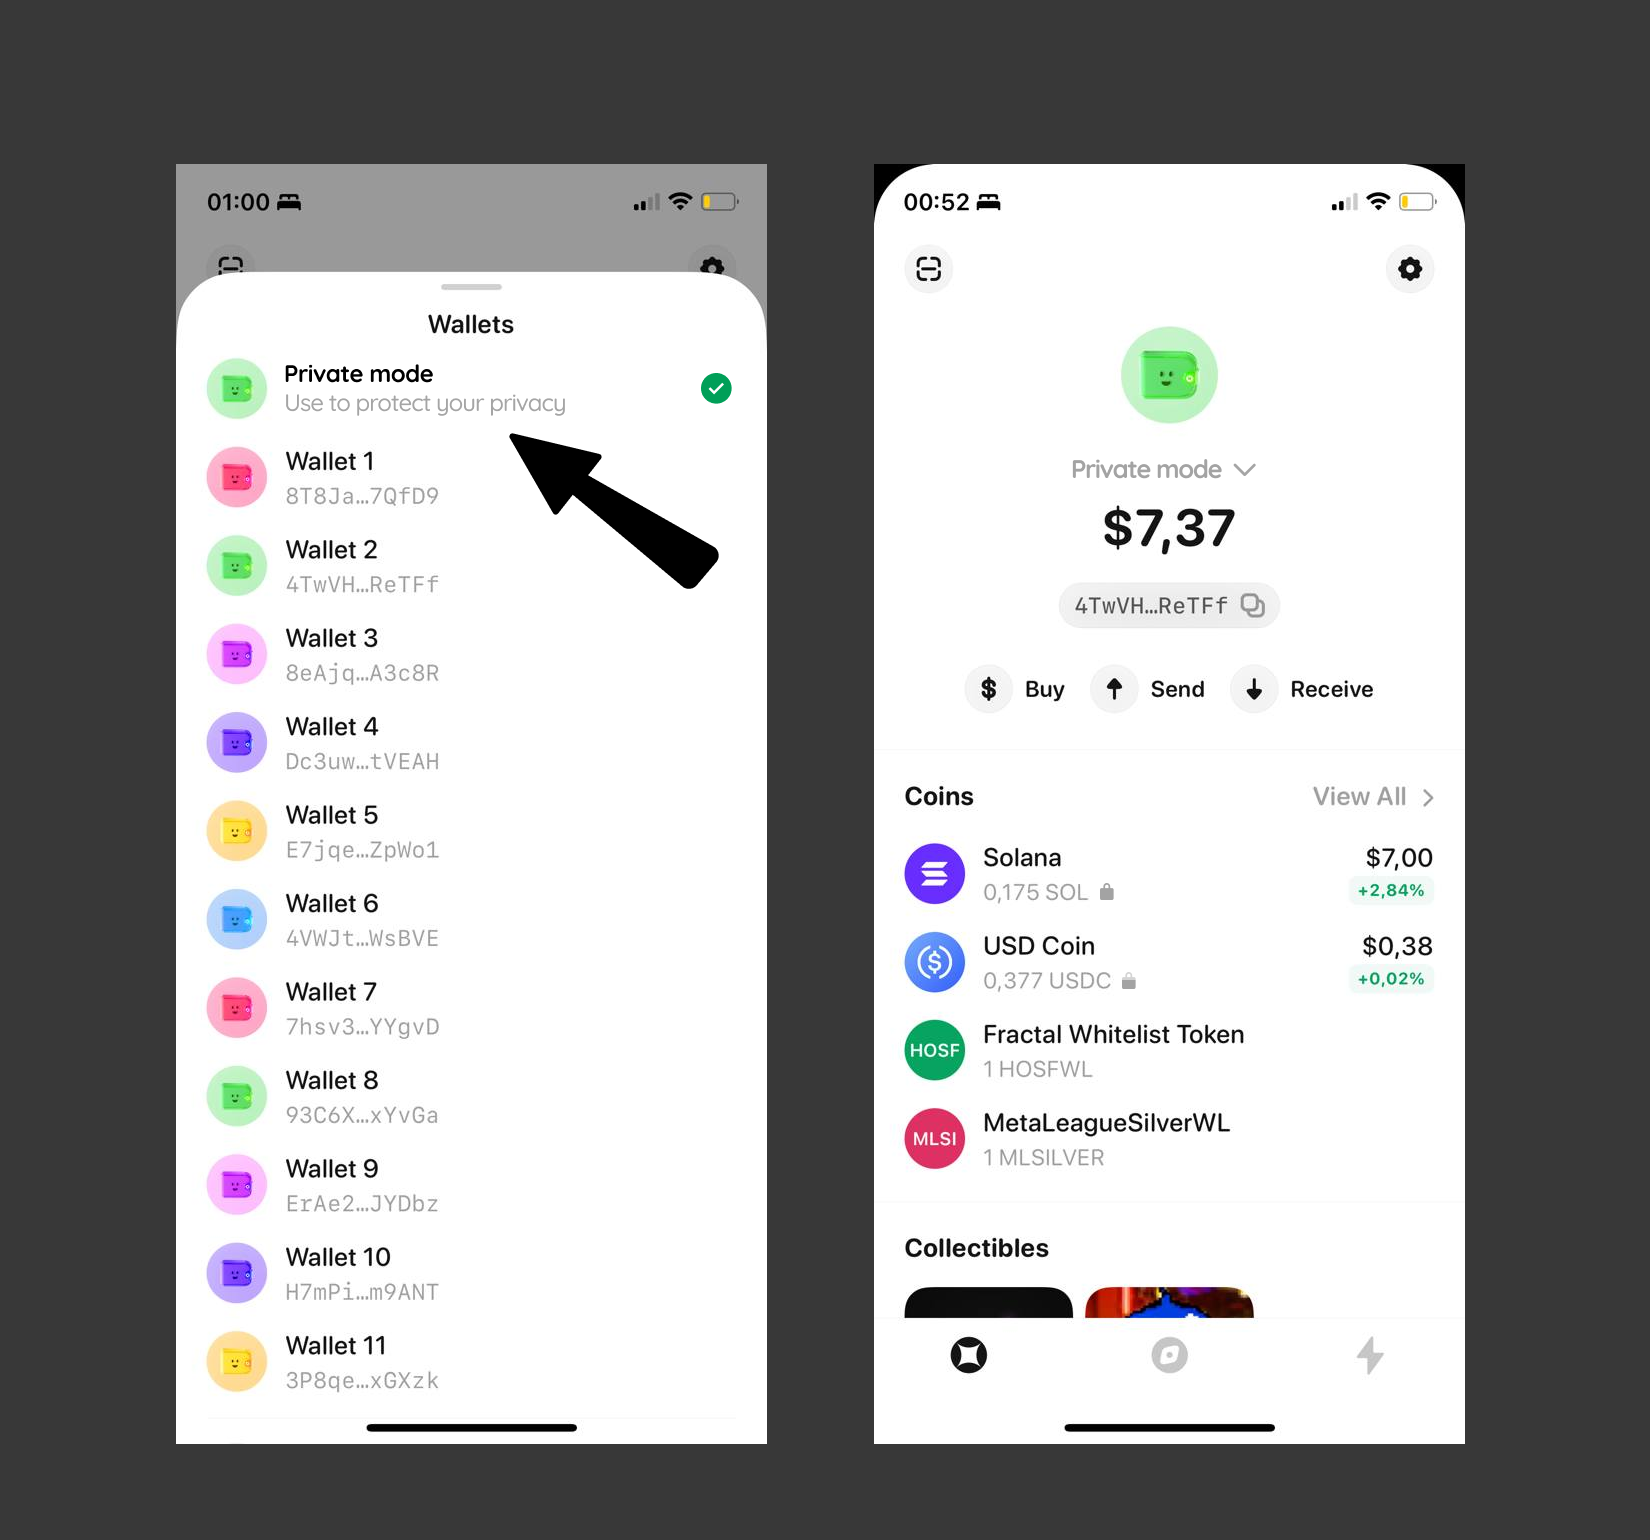 01:00
Wallets
Private mode
Use to protect your privacy
Wallet 1
8T8Ja...7QfD9
Wallet 2
4TwVH...ReTFf
Wallet 3
8eAjq...A3c8R
Wallet 4
Dc3uw...tVEAH
Wallet 5
E7jqe...ZpWo1
Wallet 6
4VWJt...WsBVE
Wallet 7
7hsv3...YYgvD
Wallet 8
93C6X...xYvGa
Wallet 9
ErAe2...JYDbz
Wallet 10
H7mPi...m9ANT
Wallet 11
3P8qe...xGXzk
00:52
Private mode
$7,37
4TwVH...ReTFf
$ Buy Send Receive
Coins View All
Solana $7,00
0,175 SOL +2,84%
USD Coin $0,38
0,377 USDC +0,02%
HOSF Fractal Whitelist Token
1 HOSFWL
MLSI MetaLeagueSilverWL
1 MLSILVER
Collectibles